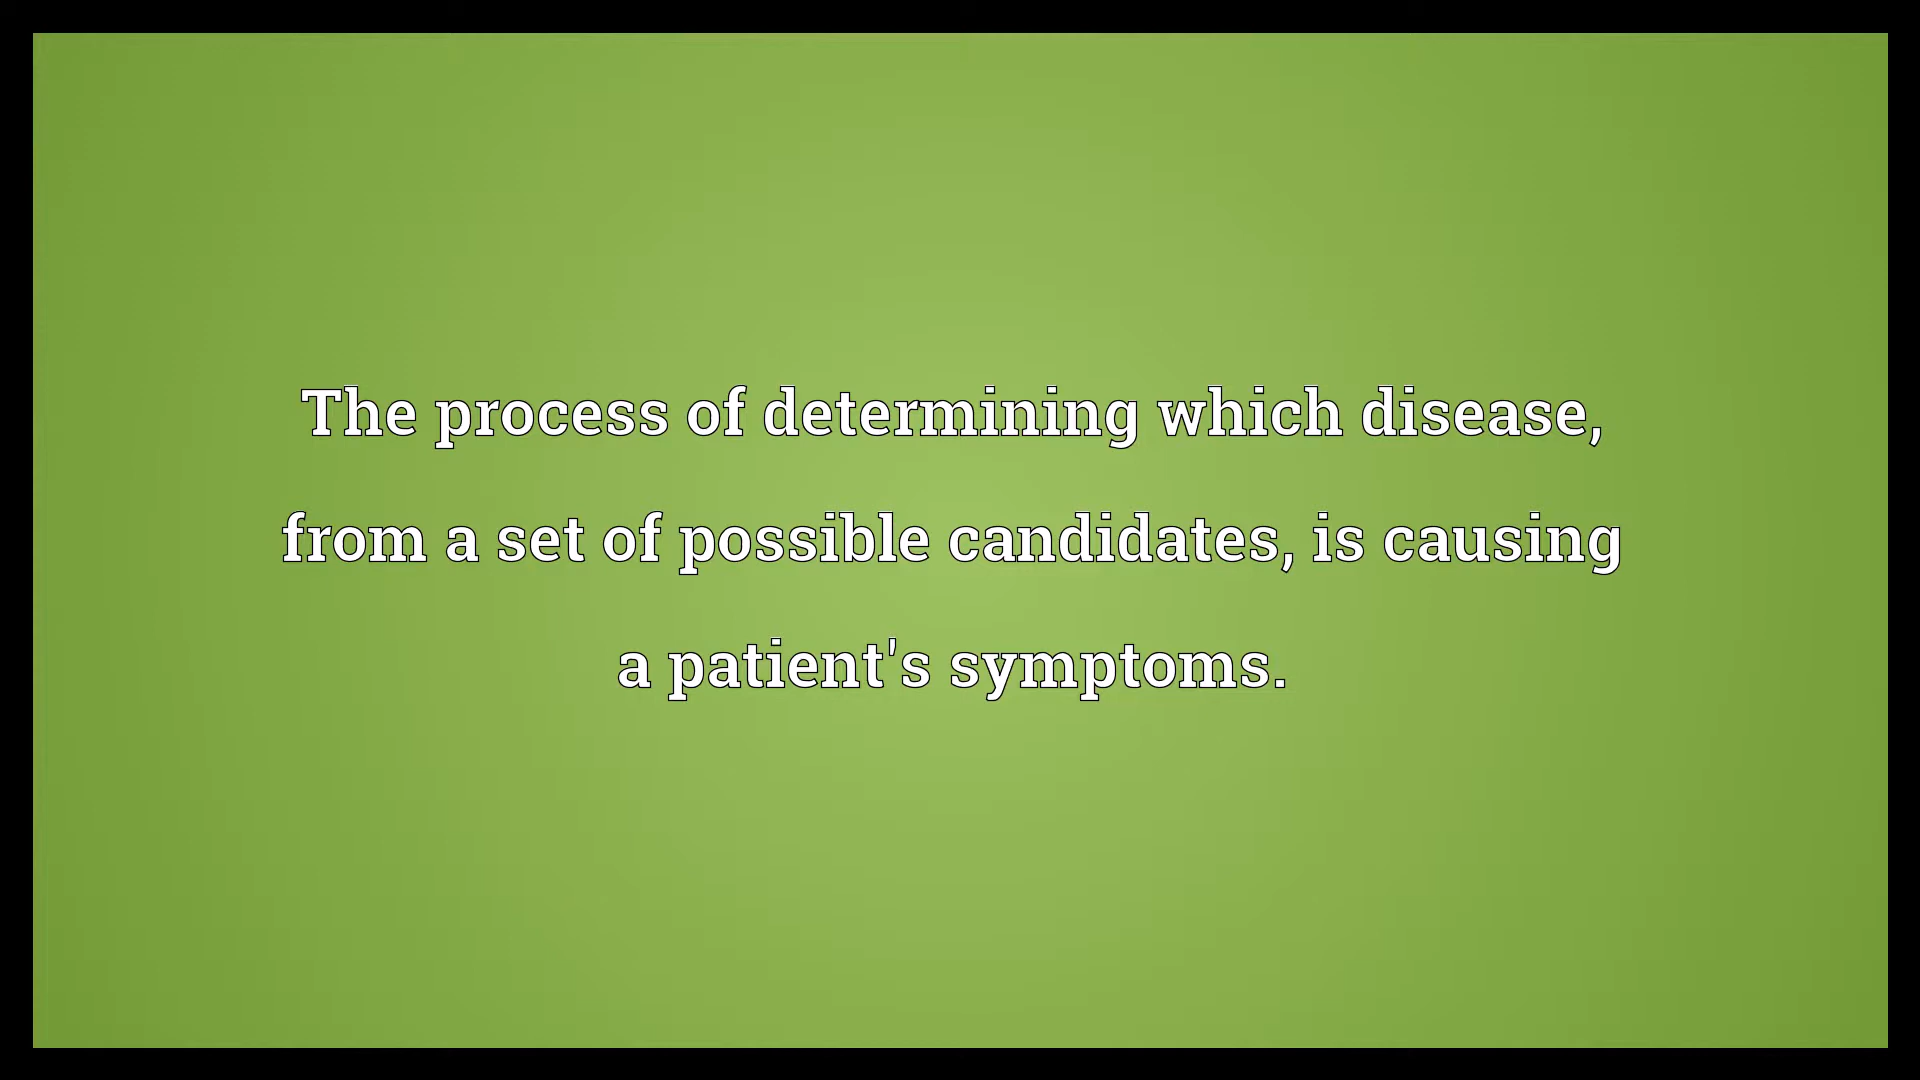 The process of determining which disease,
from a set of possible candidates, is causing
a patient's symptoms.